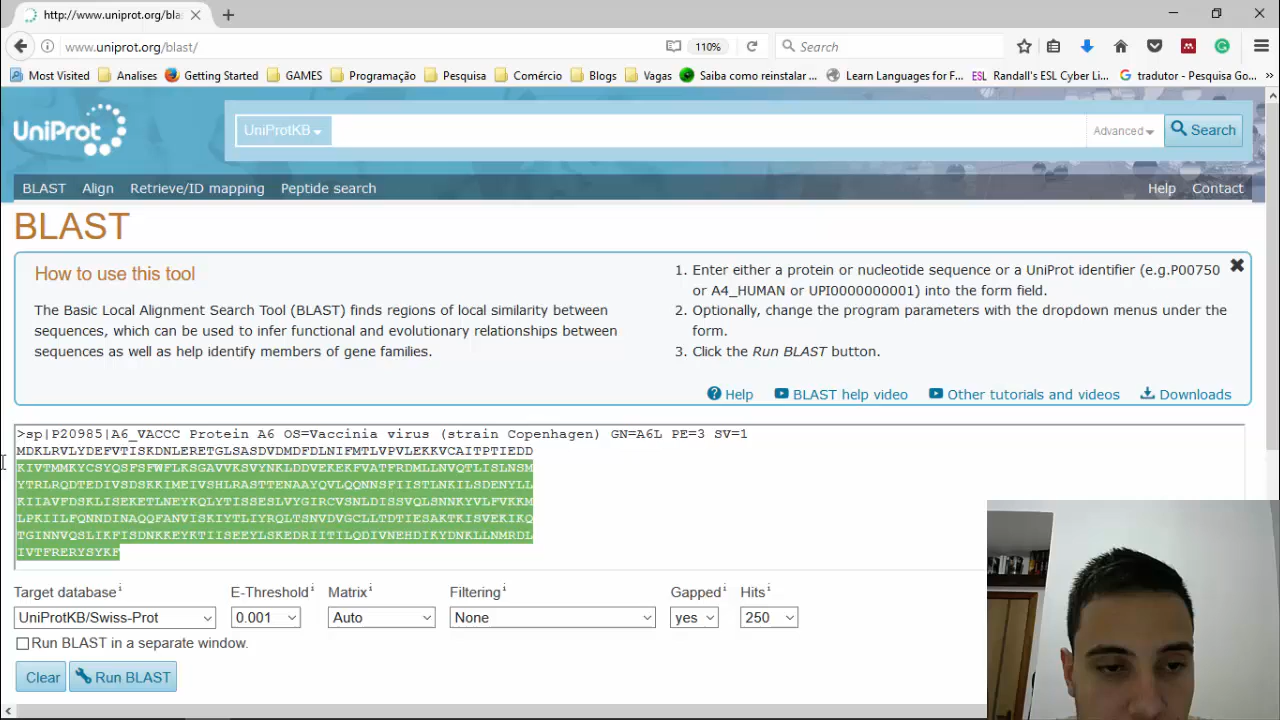 http://www.uniprot.org/bla
www.uniprot.org/blast/
110%
Search
Most Visited
Analises
Getting Started
GAMES
Programação
Pesquisa
Comércio
Blogs
Vagas
Saiba como reinstalar ...
Learn Languages for F...
ESL Randall's ESL Cyber Li...
tradutor - Pesquisa Go...
UniProt
UniProtKB
Advanced
Search
BLAST
Align
Retrieve/ID mapping
Peptide search
Help
Contact
BLAST
How to use this tool
The Basic Local Alignment Search Tool (BLAST) finds regions of local similarity between
sequences, which can be used to infer functional and evolutionary relationships between
sequences as well as help identify members of gene families.
1. Enter either a protein or nucleotide sequence or a UniProt identifier (e.g.P00750
or A4_HUMAN or UPI0000000001) into the form field.
2. Optionally, change the program parameters with the dropdown menus under the
form.
3. Click the Run BLAST button.
Help
BLAST help video
Other tutorials and videos
Downloads
>sp|P20985|A6_VACCC Protein A6 OS=Vaccinia virus (strain Copenhagen) GN=A6L PE=3 SV=1
MDKLRVLYDEFVTISKDNLERETGLSASDVDMDFDLNIFMTLVPVLEKKVCAITPTIEDD
KIVTMMKYCSYQSFSFWFLKSGAVVKSVYNKLDDVEKEKFVATFRDMLLNVQTLISLNSM
YTRLRQDTEDIVSDSKKIMEIVSHLRASTTENAAYQVLQQNNSFIISTLNKILSDENYLL
KIIAVFDSKLISEKETLNEYKQLYTISSESLVYGIRCVSNLDISSVQLSNNKYVLFVKKM
LPKIILFQNNDINAQQFANVISKIYTLIYRQLTSNVDVGCLLTDTIESAKTKISVEKIKQ
TGINNVQSLIKFISDNKKEYKTIISEEYLSKEDRIITILQDIVNEHDIKYDNKLLNMRDL
IVTFRERYSYKF
Target database
E-Threshold
Matrix
Filtering
Gapped
Hits
UniProtKB/Swiss-Prot
0.001
Auto
None
yes
250
Run BLAST in a separate window.
Clear
Run BLAST